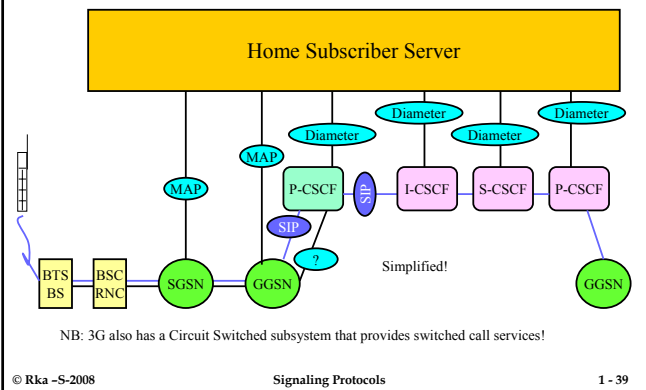 Home Subscriber Server
Diameter
Diameter
Diameter
Diameter
MAP
MAP
P-CSCF
SIP
I-CSCF
S-CSCF
P-CSCF
SIP
?
Simplified!
BTS
BS
BSC
RNC
SGSN
GGSN
GGSN
NB: 3G also has a Circuit Switched subsystem that provides switched call services!
© Rka –S-2008
Signaling Protocols
1 - 39